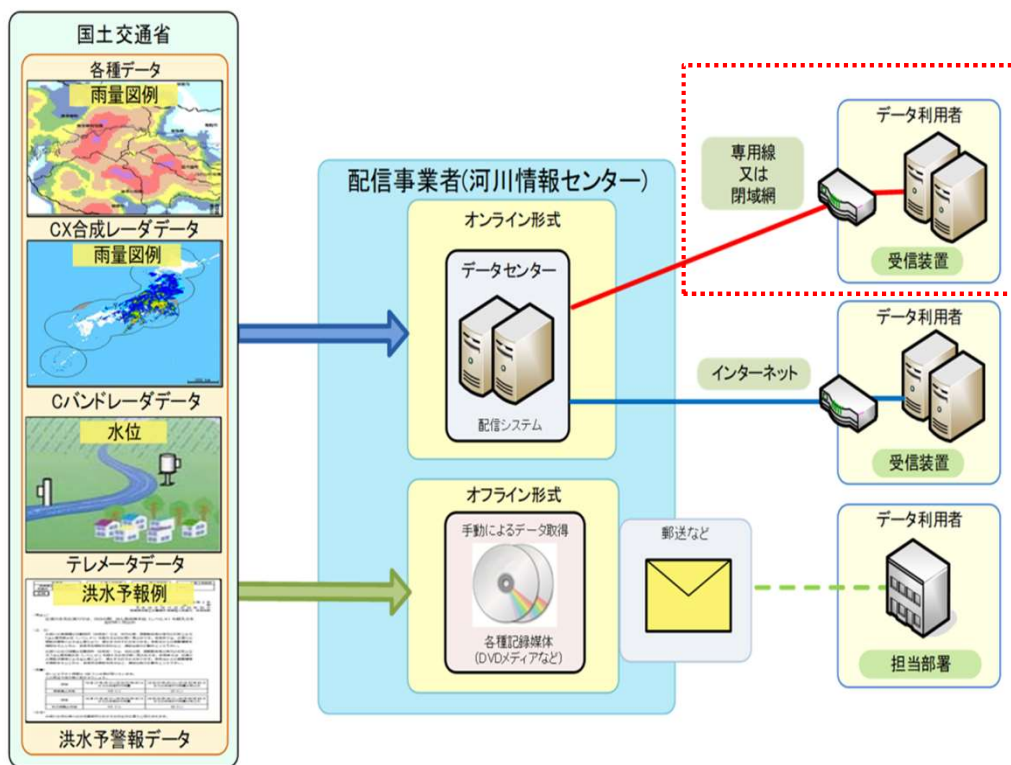 国土交通省
各種データ
雨量図例
CX合成レーダデータ
雨量図例
Cバンドレーダデータ
水位
テレメータデータ
洪水予報例
洪水予警報データ
配信事業者(河川情報センター)
オンライン形式
データセンター
配信システム
オフライン形式
手動によるデータ取得
各種記録媒体
(DVDメディアなど)
郵送など
専用線
又は
閉域網
データ利用者
受信装置
インターネット
データ利用者
受信装置
データ利用者
担当部署